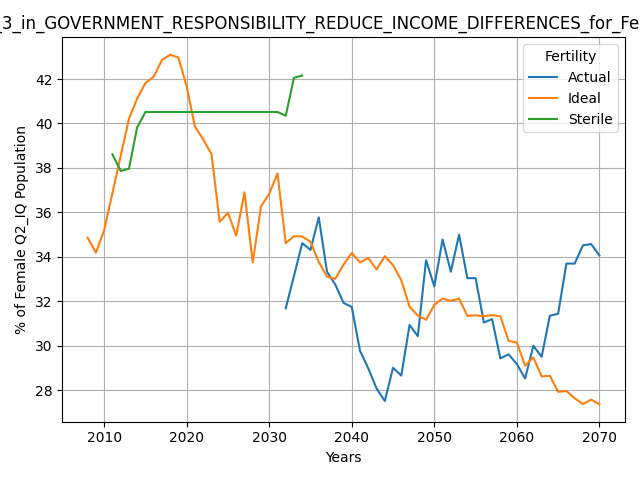 _3_in_GOVERNMENT_RESPONSIBILITY_REDUCE_INCOME_DIFFERENCES_for_Fe
Fertility
Actual
Ideal
Sterile
% of Female Q2_IQ Population
42
40
38
36
34
32
30
28
2010 2020 2030 2040 2050 2060 2070
Years